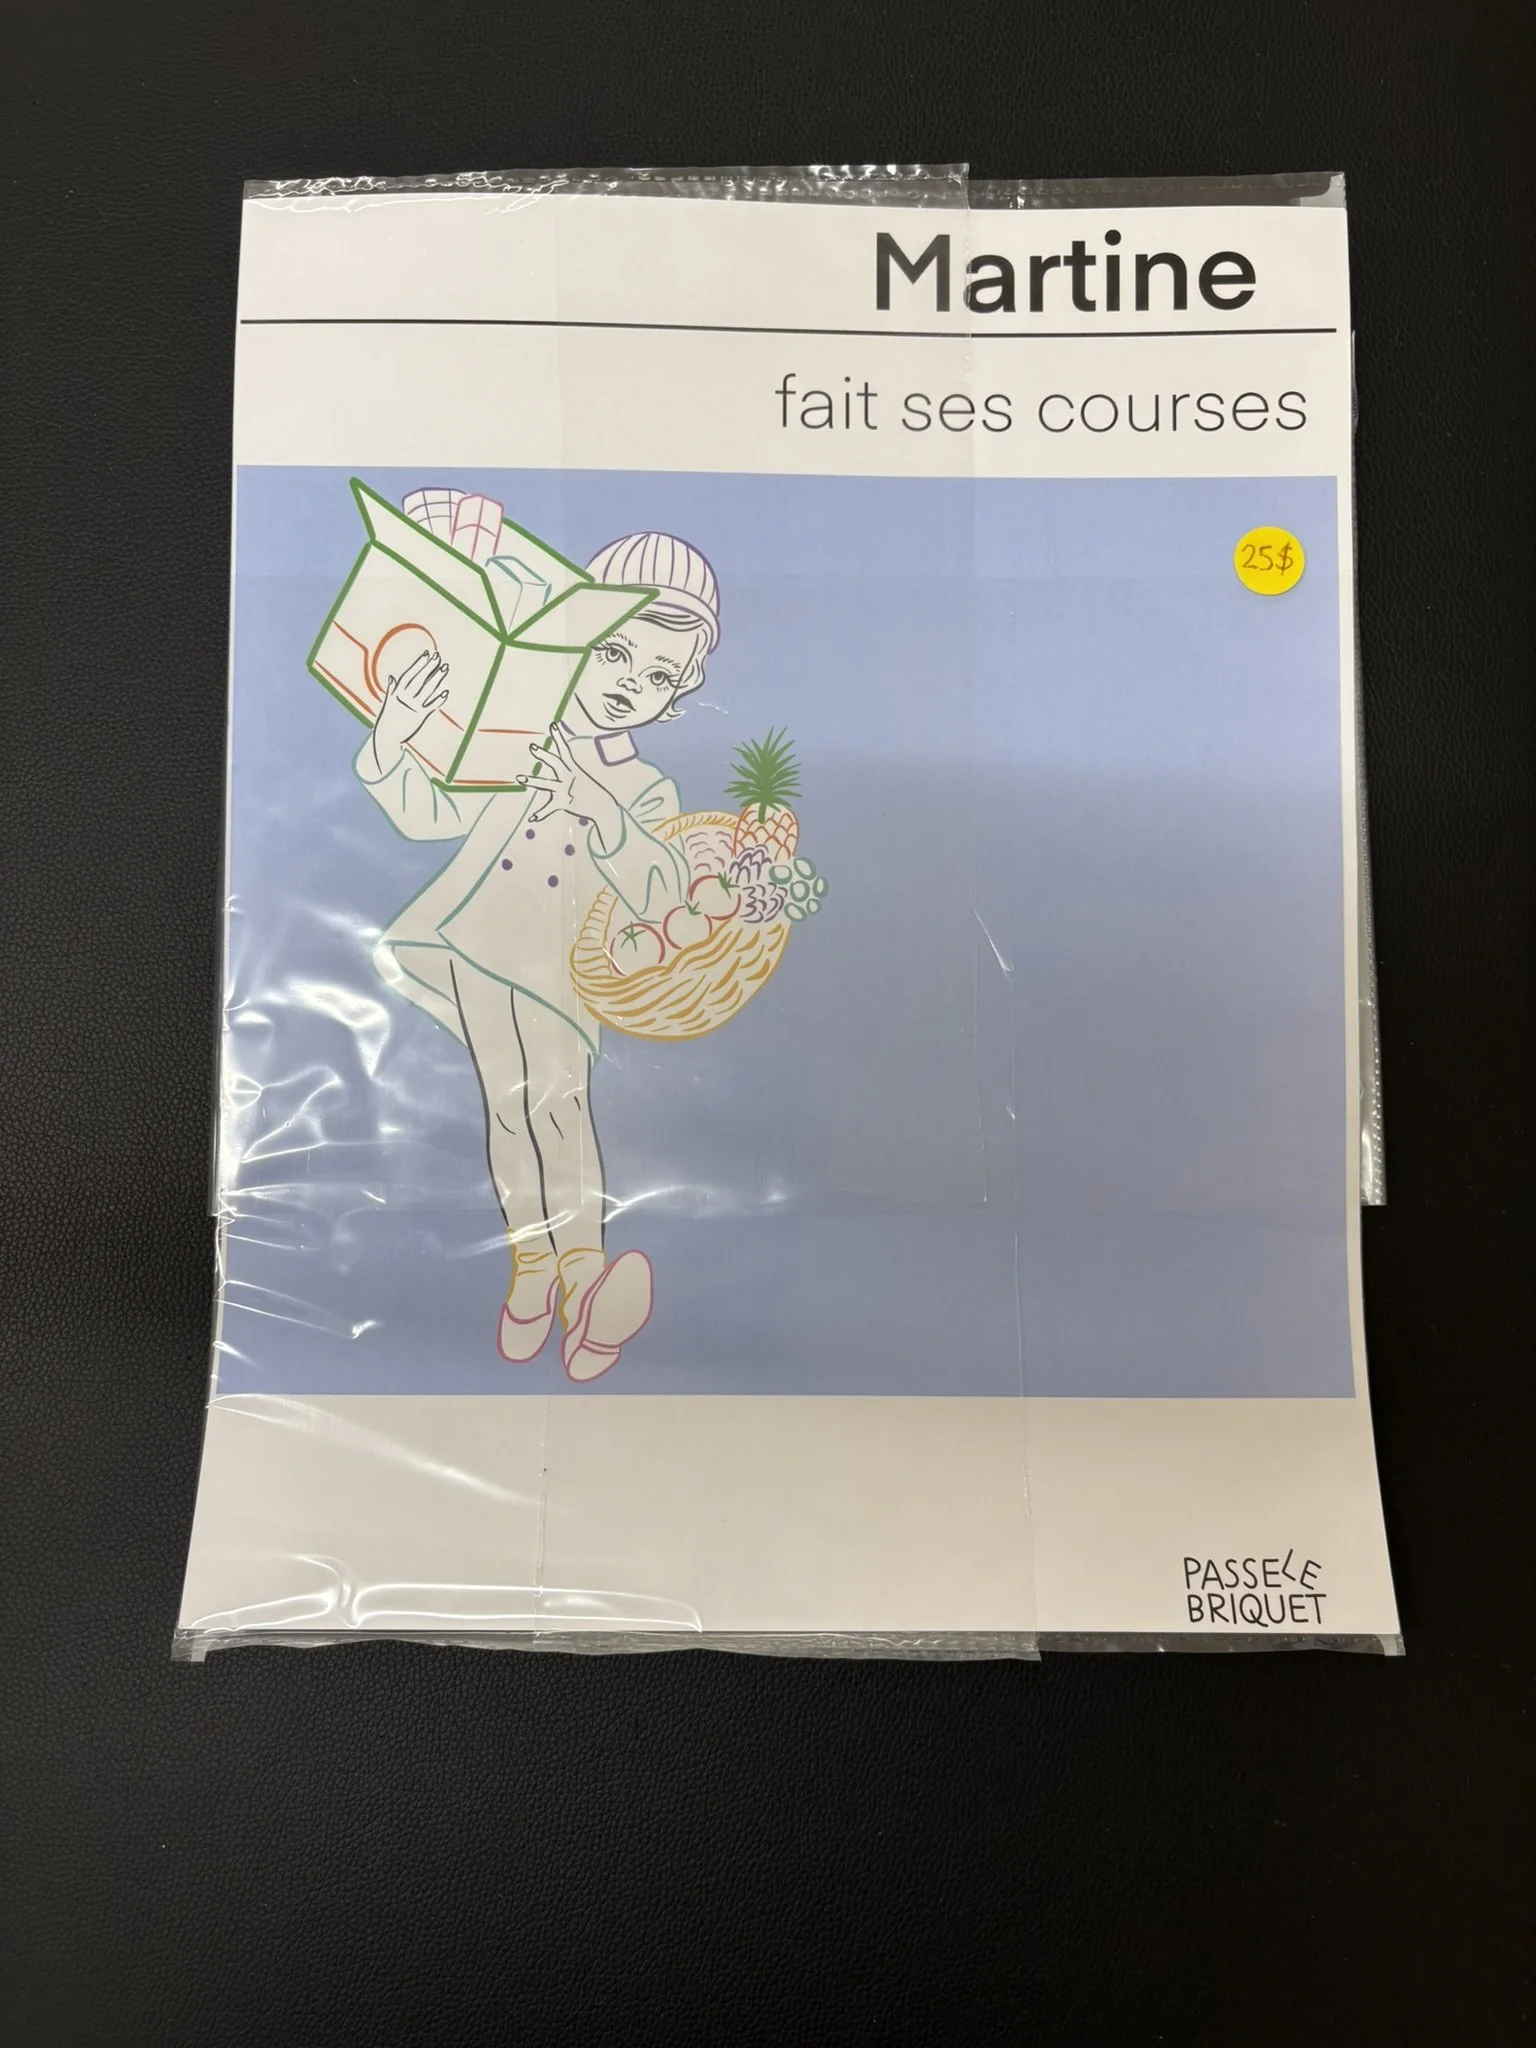 Martine
fait ses courses
25$
PASSE LE
BRIQUET